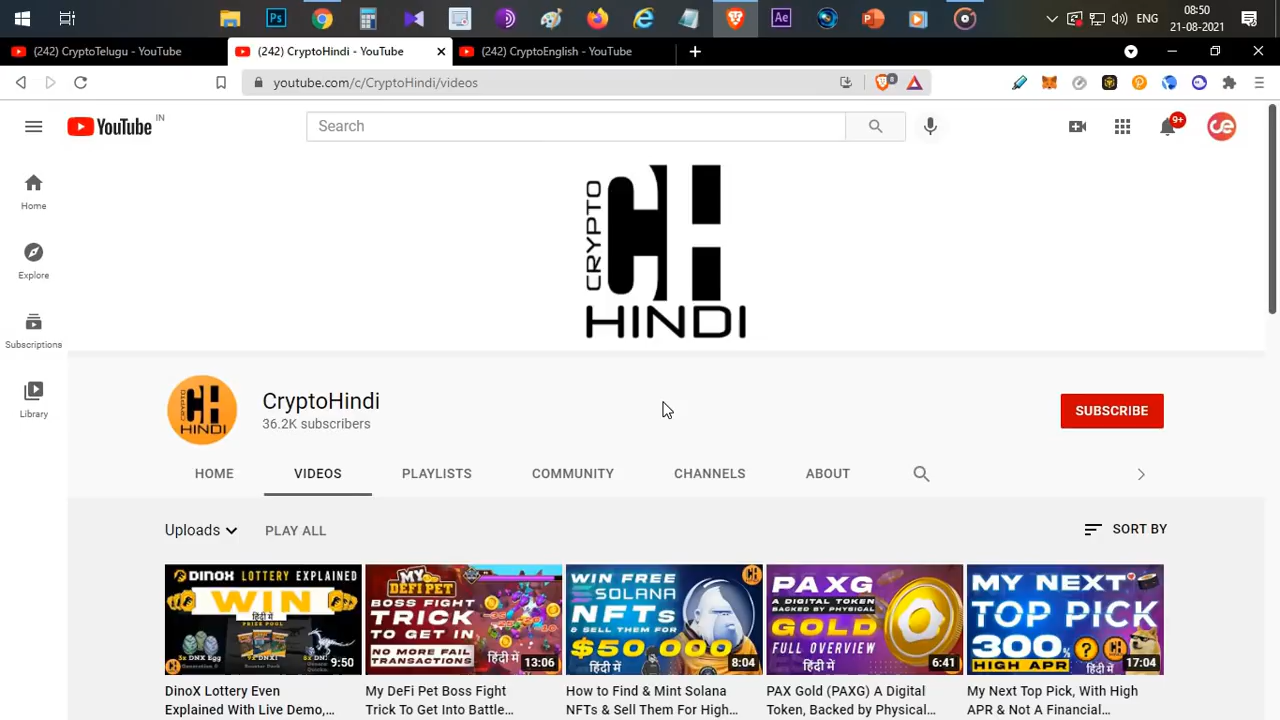 08:50
ENG
21-08-2021
(242) CryptoTelugu - YouTube
(242) CryptoHindi - YouTube
(242) CryptoEnglish - YouTube
youtube.com/c/CryptoHindi/videos
YouTube IN
Search
9+
Home
Explore
Subscriptions
Library
CRYPTO
CH
HINDI
CryptoHindi
36.2K subscribers
SUBSCRIBE
HOME
VIDEOS
PLAYLISTS
COMMUNITY
CHANNELS
ABOUT
Uploads
PLAY ALL
SORT BY
DINOX LOTTERY EXPLAINED
WIN
हिंदी में
PRIZE POOL
9:50
DinoX Lottery Even
Explained With Live Demo,...
MY DEFI PET
BOSS FIGHT
TRICK
TO GET IN
NO MORE FAIL
TRANSACTIONS
हिंदी में
13:06
My DeFi Pet Boss Fight
Trick To Get Into Battle...
WIN FREE
SOLANA
NFTs
& SELL THEM FOR
$50 000
हिंदी में
8:04
How to Find & Mint Solana
NFTs & Sell Them For High...
PAXG
A DIGITAL
TOKEN
BACKED BY PHYSICAL
GOLD
FULL OVERVIEW
हिंदी में
6:41
PAX Gold (PAXG) A Digital
Token, Backed by Physical...
MY NEXT
TOP PICK
300%
HIGH APR
?
हिंदी में
17:04
My Next Top Pick, With High
APR & Not A Financial...